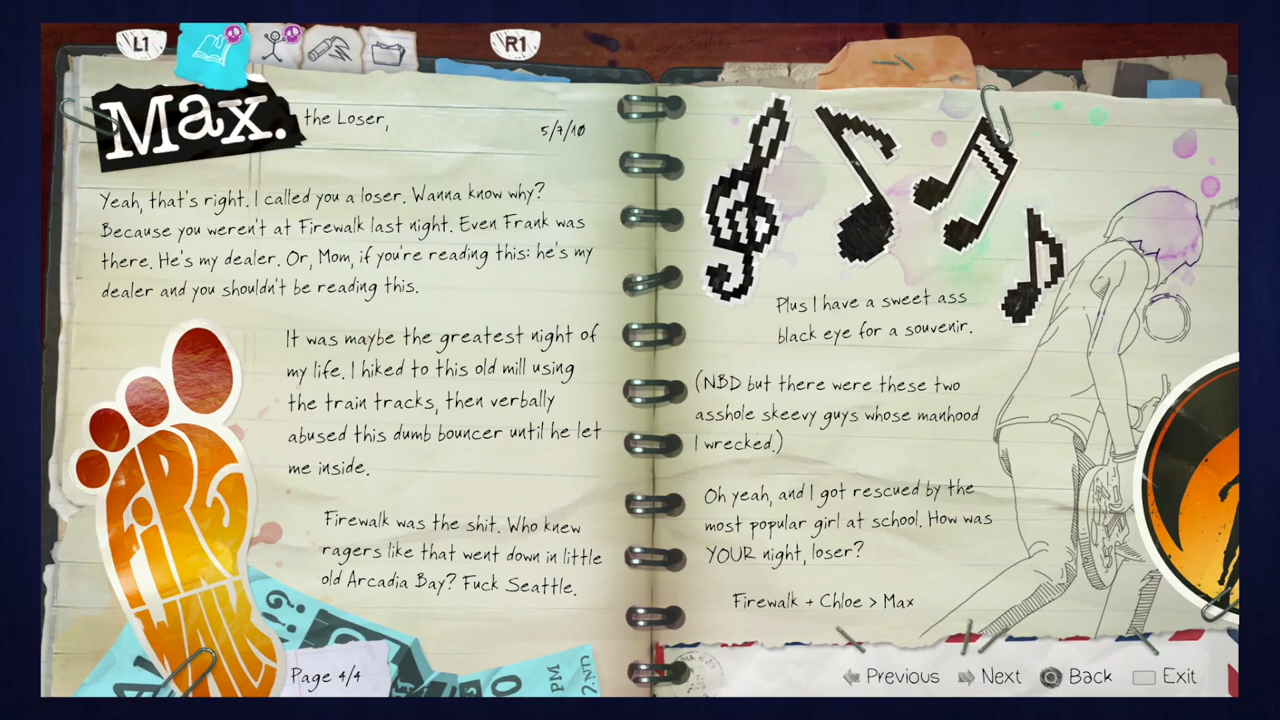 L1
R1
Max.
the Loser,
5/7/10
Yeah, that's right. I called you a loser. Wanna know why?
Because you weren't at Firewalk last night. Even Frank was
there. He's my dealer. Or, Mom, if you're reading this: he's my
dealer and you shouldn't be reading this.
It was maybe the greatest night of
my life. I hiked to this old mill using
the train tracks, then verbally
abused this dumb bouncer until he let
me inside.
Firewalk was the shit. Who knew
ragers like that went down in little
old Arcadia Bay? Fuck Seattle.
FIRE
WALK
PM
Page 4/4
Plus I have a sweet ass
black eye for a souvenir.
(NBD but there were these two
asshole skeevy guys whose manhood
I wrecked.)
Oh yeah, and I got rescued by the
most popular girl at school. How was
YOUR night, loser?
Firewalk + Chloe > Max
Previous
Next
Back
Exit